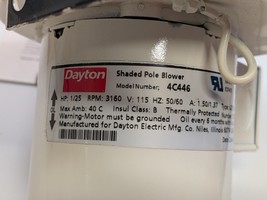 Dayton
Shaded Pole Blower
Model Number: 4C446
HP: 1/25 RPM: 3160 V: 115 HZ: 50/60 A: 1.50/1.27
Max Amb: 40 C Insul Class: B Thermally Protected
Warning-Motor must be grounded Oil every 6 months
Manufactured for Dayton Electric Mfg. Co. Niles, Illinois